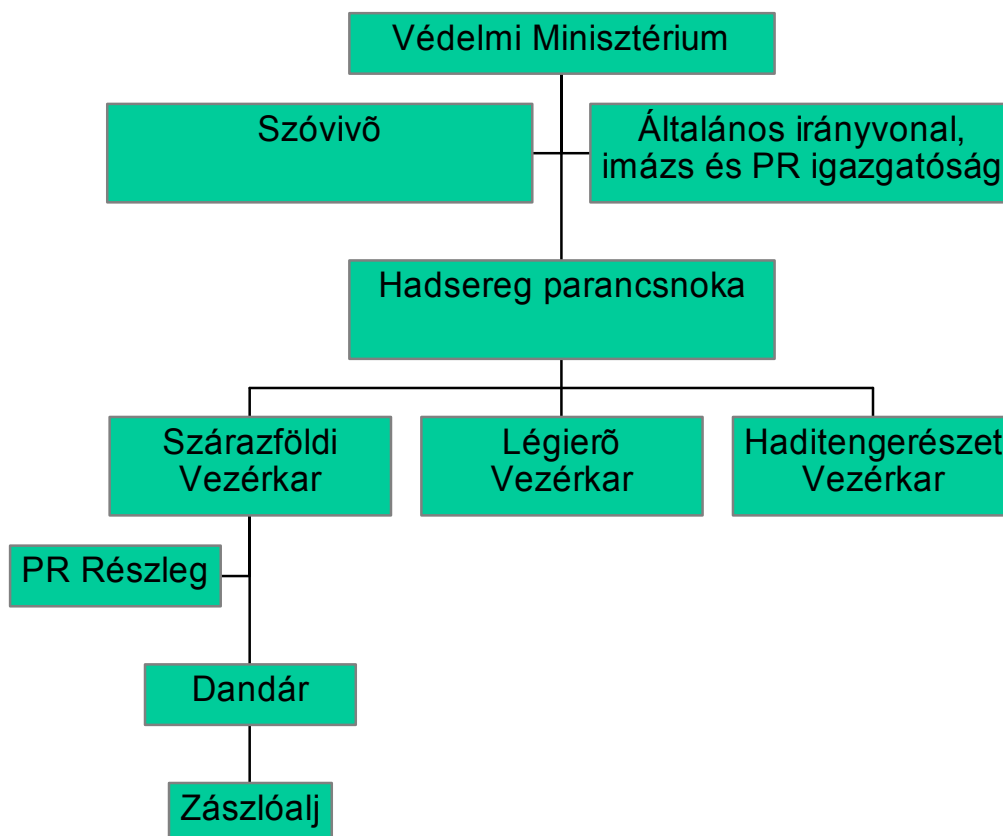 Védelmi Minisztérium
Szóvivõ
Általános irányvonal,
imázs és PR igazgatóság
Hadsereg parancsnoka
Szárazföldi
Vezérkar
Légierõ
Vezérkar
Haditengerészet
Vezérkar
PR Részleg
Dandár
Zászlóalj